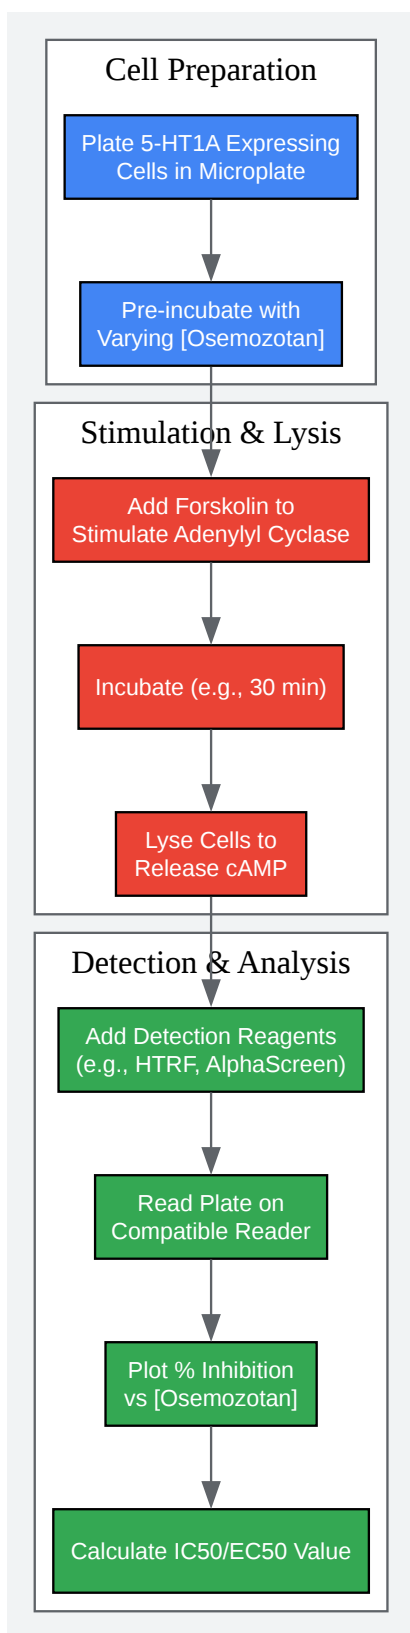 Cell Preparation
Plate 5-HT1A Expressing
Cells in Microplate
Pre-incubate with
Varying [Osemozotan]
Stimulation & Lysis
Add Forskolin to
Stimulate Adenylyl Cyclase
Incubate (e.g., 30 min)
Lyse Cells to
Release cAMP
Detection & Analysis
Add Detection Reagents
(e.g., HTRF, AlphaScreen)
Read Plate on
Compatible Reader
Plot % Inhibition
vs [Osemozotan]
Calculate IC50/EC50 Value